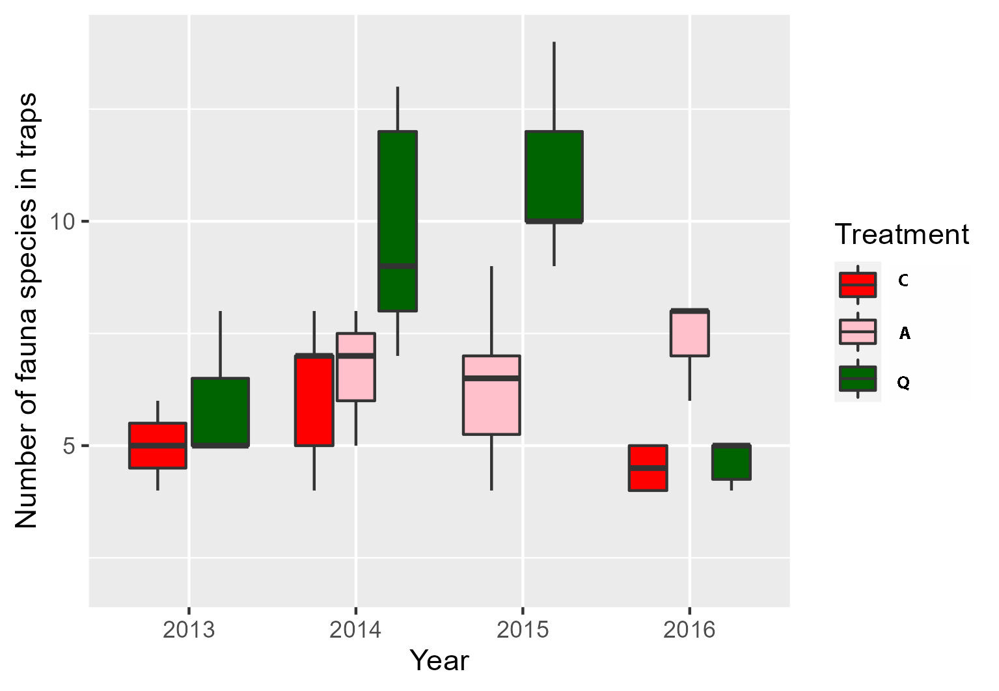 Number of fauna species in traps
10
5
2013 2014 2015 2016
Year
Treatment
C
A
Q